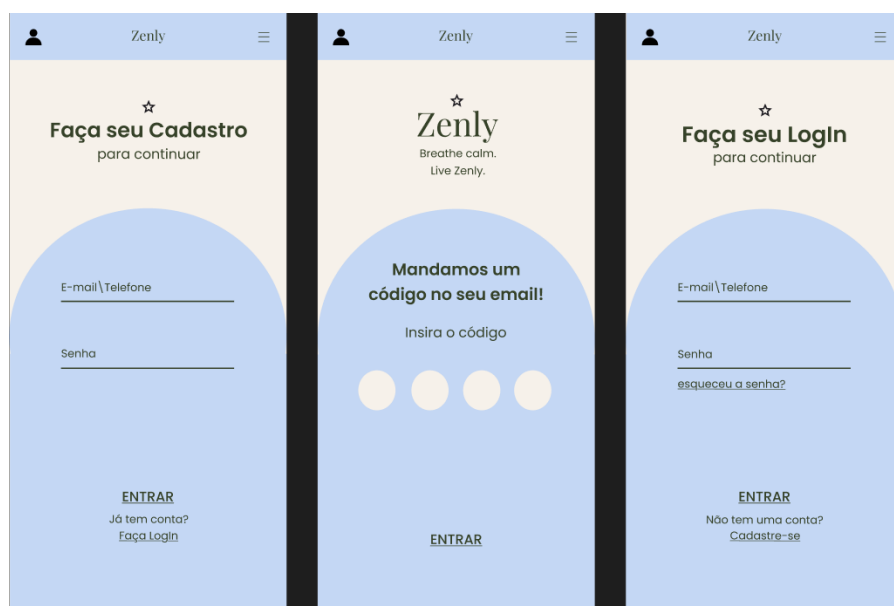 Zenly
Faça seu Cadastro
para continuar
E-mail\Telefone
Senha
ENTRAR
Já tem conta?
Faça LogIn
Zenly
Zenly
Breathe calm.
Live Zenly.
Mandamos um
código no seu email!
Insira o código
ENTRAR
Zenly
Faça seu LogIn
para continuar
E-mail\Telefone
Senha
esqueceu a senha?
ENTRAR
Não tem uma conta?
Cadastre-se